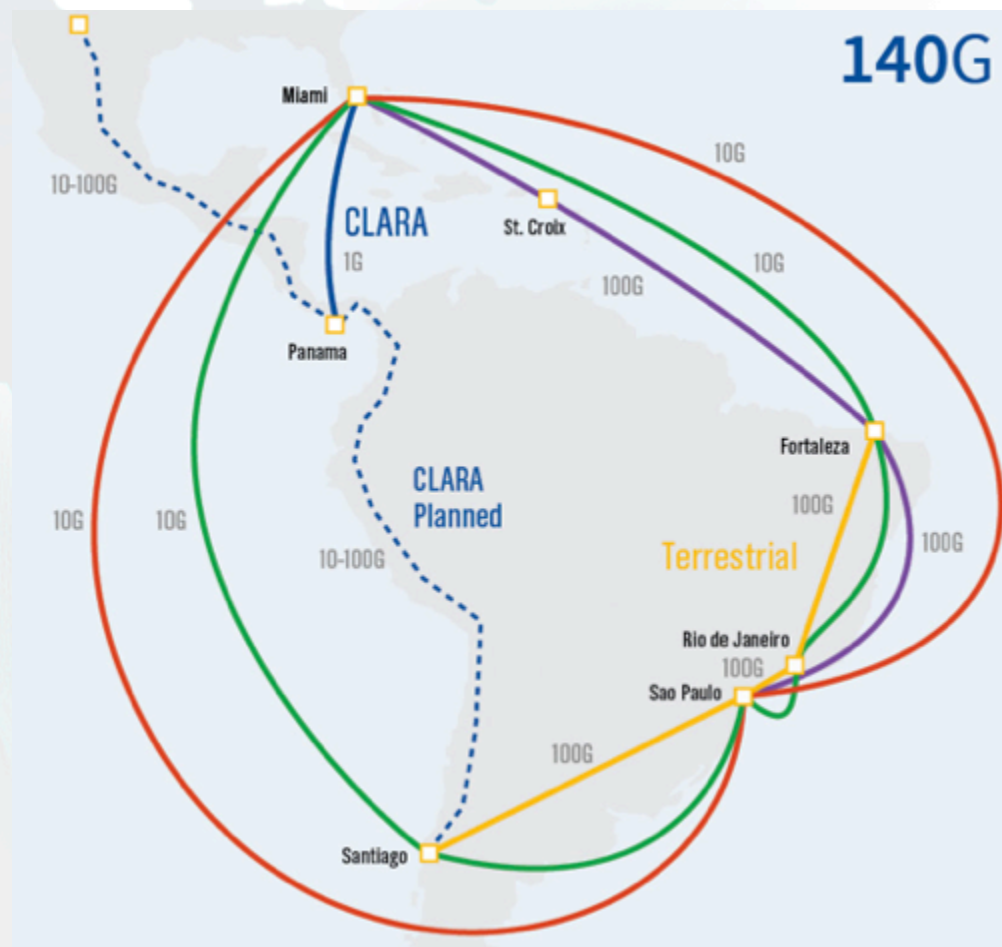 140G
Miami
10G
10-100G
CLARA
St. Croix
1G
10G
100G
Panama
Fortaleza
CLARA
Planned
100G
10G
10G
100G
10-100G
Terrestrial
Rio de Janeiro
100G
Sao Paulo
100G
Santiago